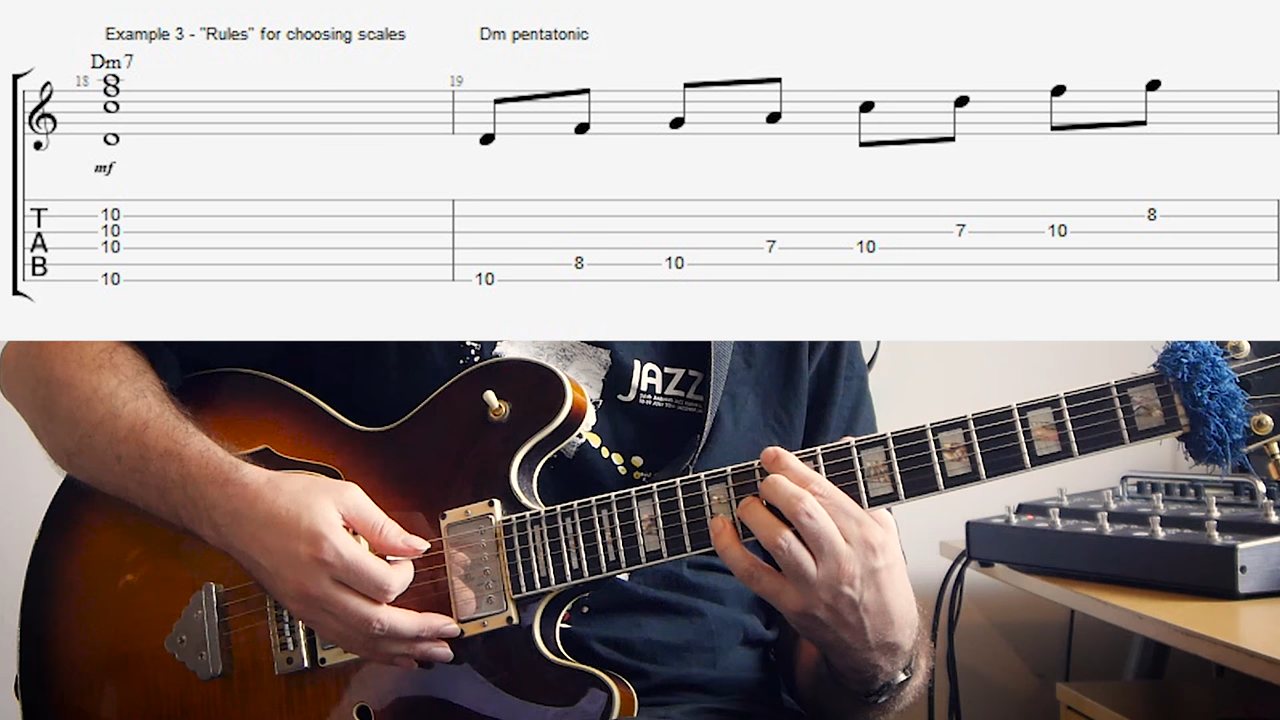 Example 3 - "Rules" for choosing scales    Dm pentatonic
Dm7
18    19
mf
T
A
B
10    8
10    7    10
10    7    10
10    8    10
10    10
JAZZ